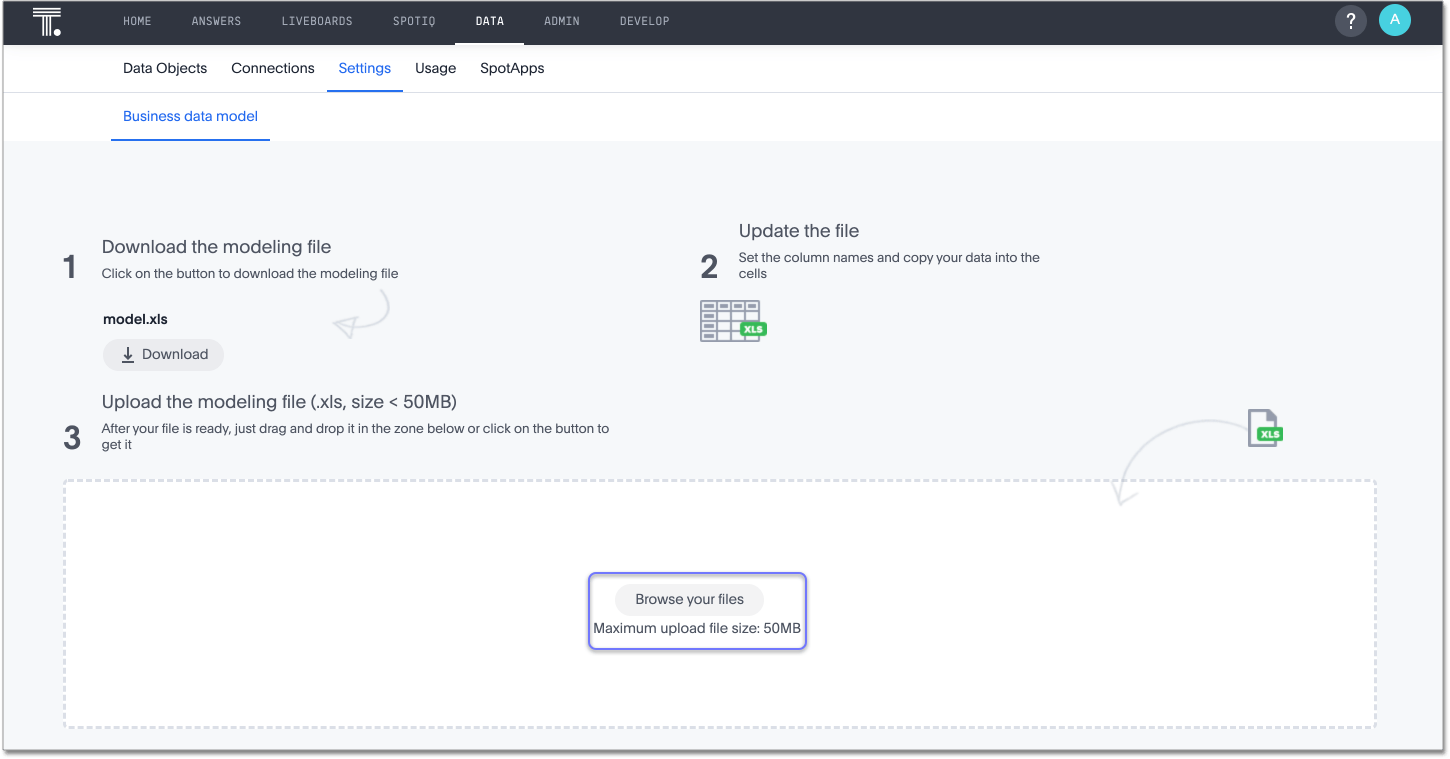 T.
HOME ANSWERS LIVEBOARDS SPOTIQ DATA ADMIN DEVELOP ? A
Data Objects Connections Settings Usage SpotApps
Business data model
1 Download the modeling file
Click on the button to download the modeling file
model.xls
Download
2 Update the file
Set the column names and copy your data into the
cells
XLS
3 Upload the modeling file (.xls, size < 50MB)
After your file is ready, just drag and drop it in the zone below or click on the button to
get it
XLS
Browse your files
Maximum upload file size: 50MB